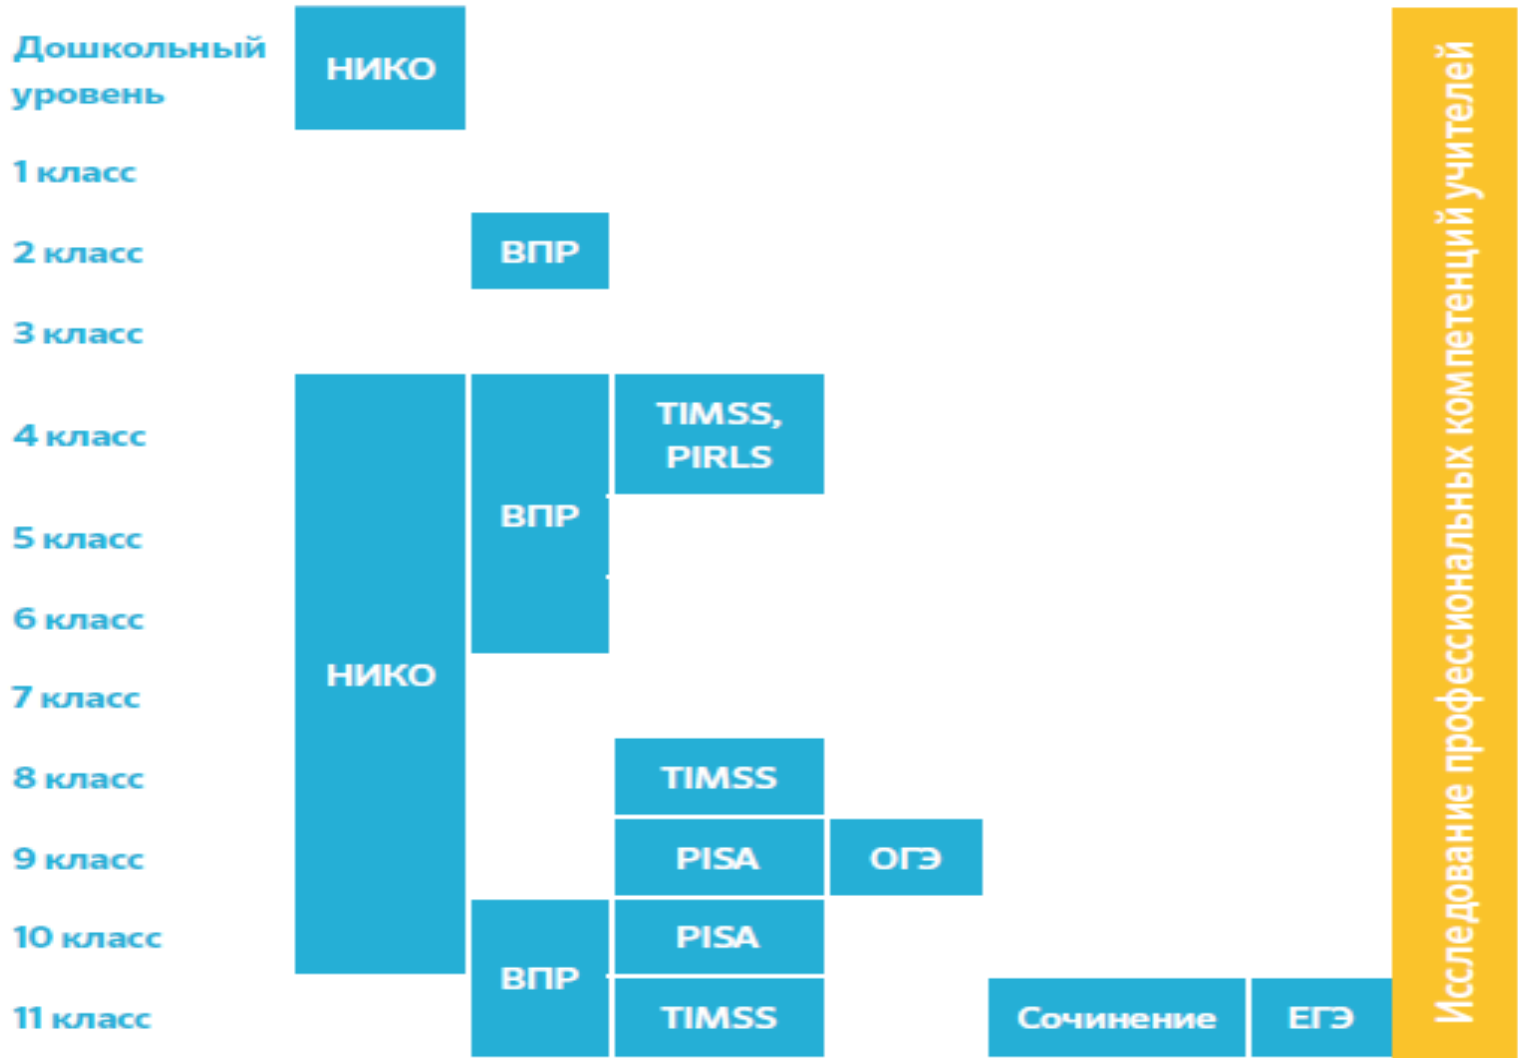 Дошкольный
уровень
НИКО
1 класс
2 класс
ВПР
3 класс
4 класс
TIMSS,
PIRLS
ВПР
5 класс
6 класс
НИКО
7 класс
8 класс
TIMSS
9 класс
PISA
ОГЭ
10 класс
PISA
ВПР
11 класс
TIMSS
Сочинение
ЕГЭ
Исследование профессиональных компетенций учителей